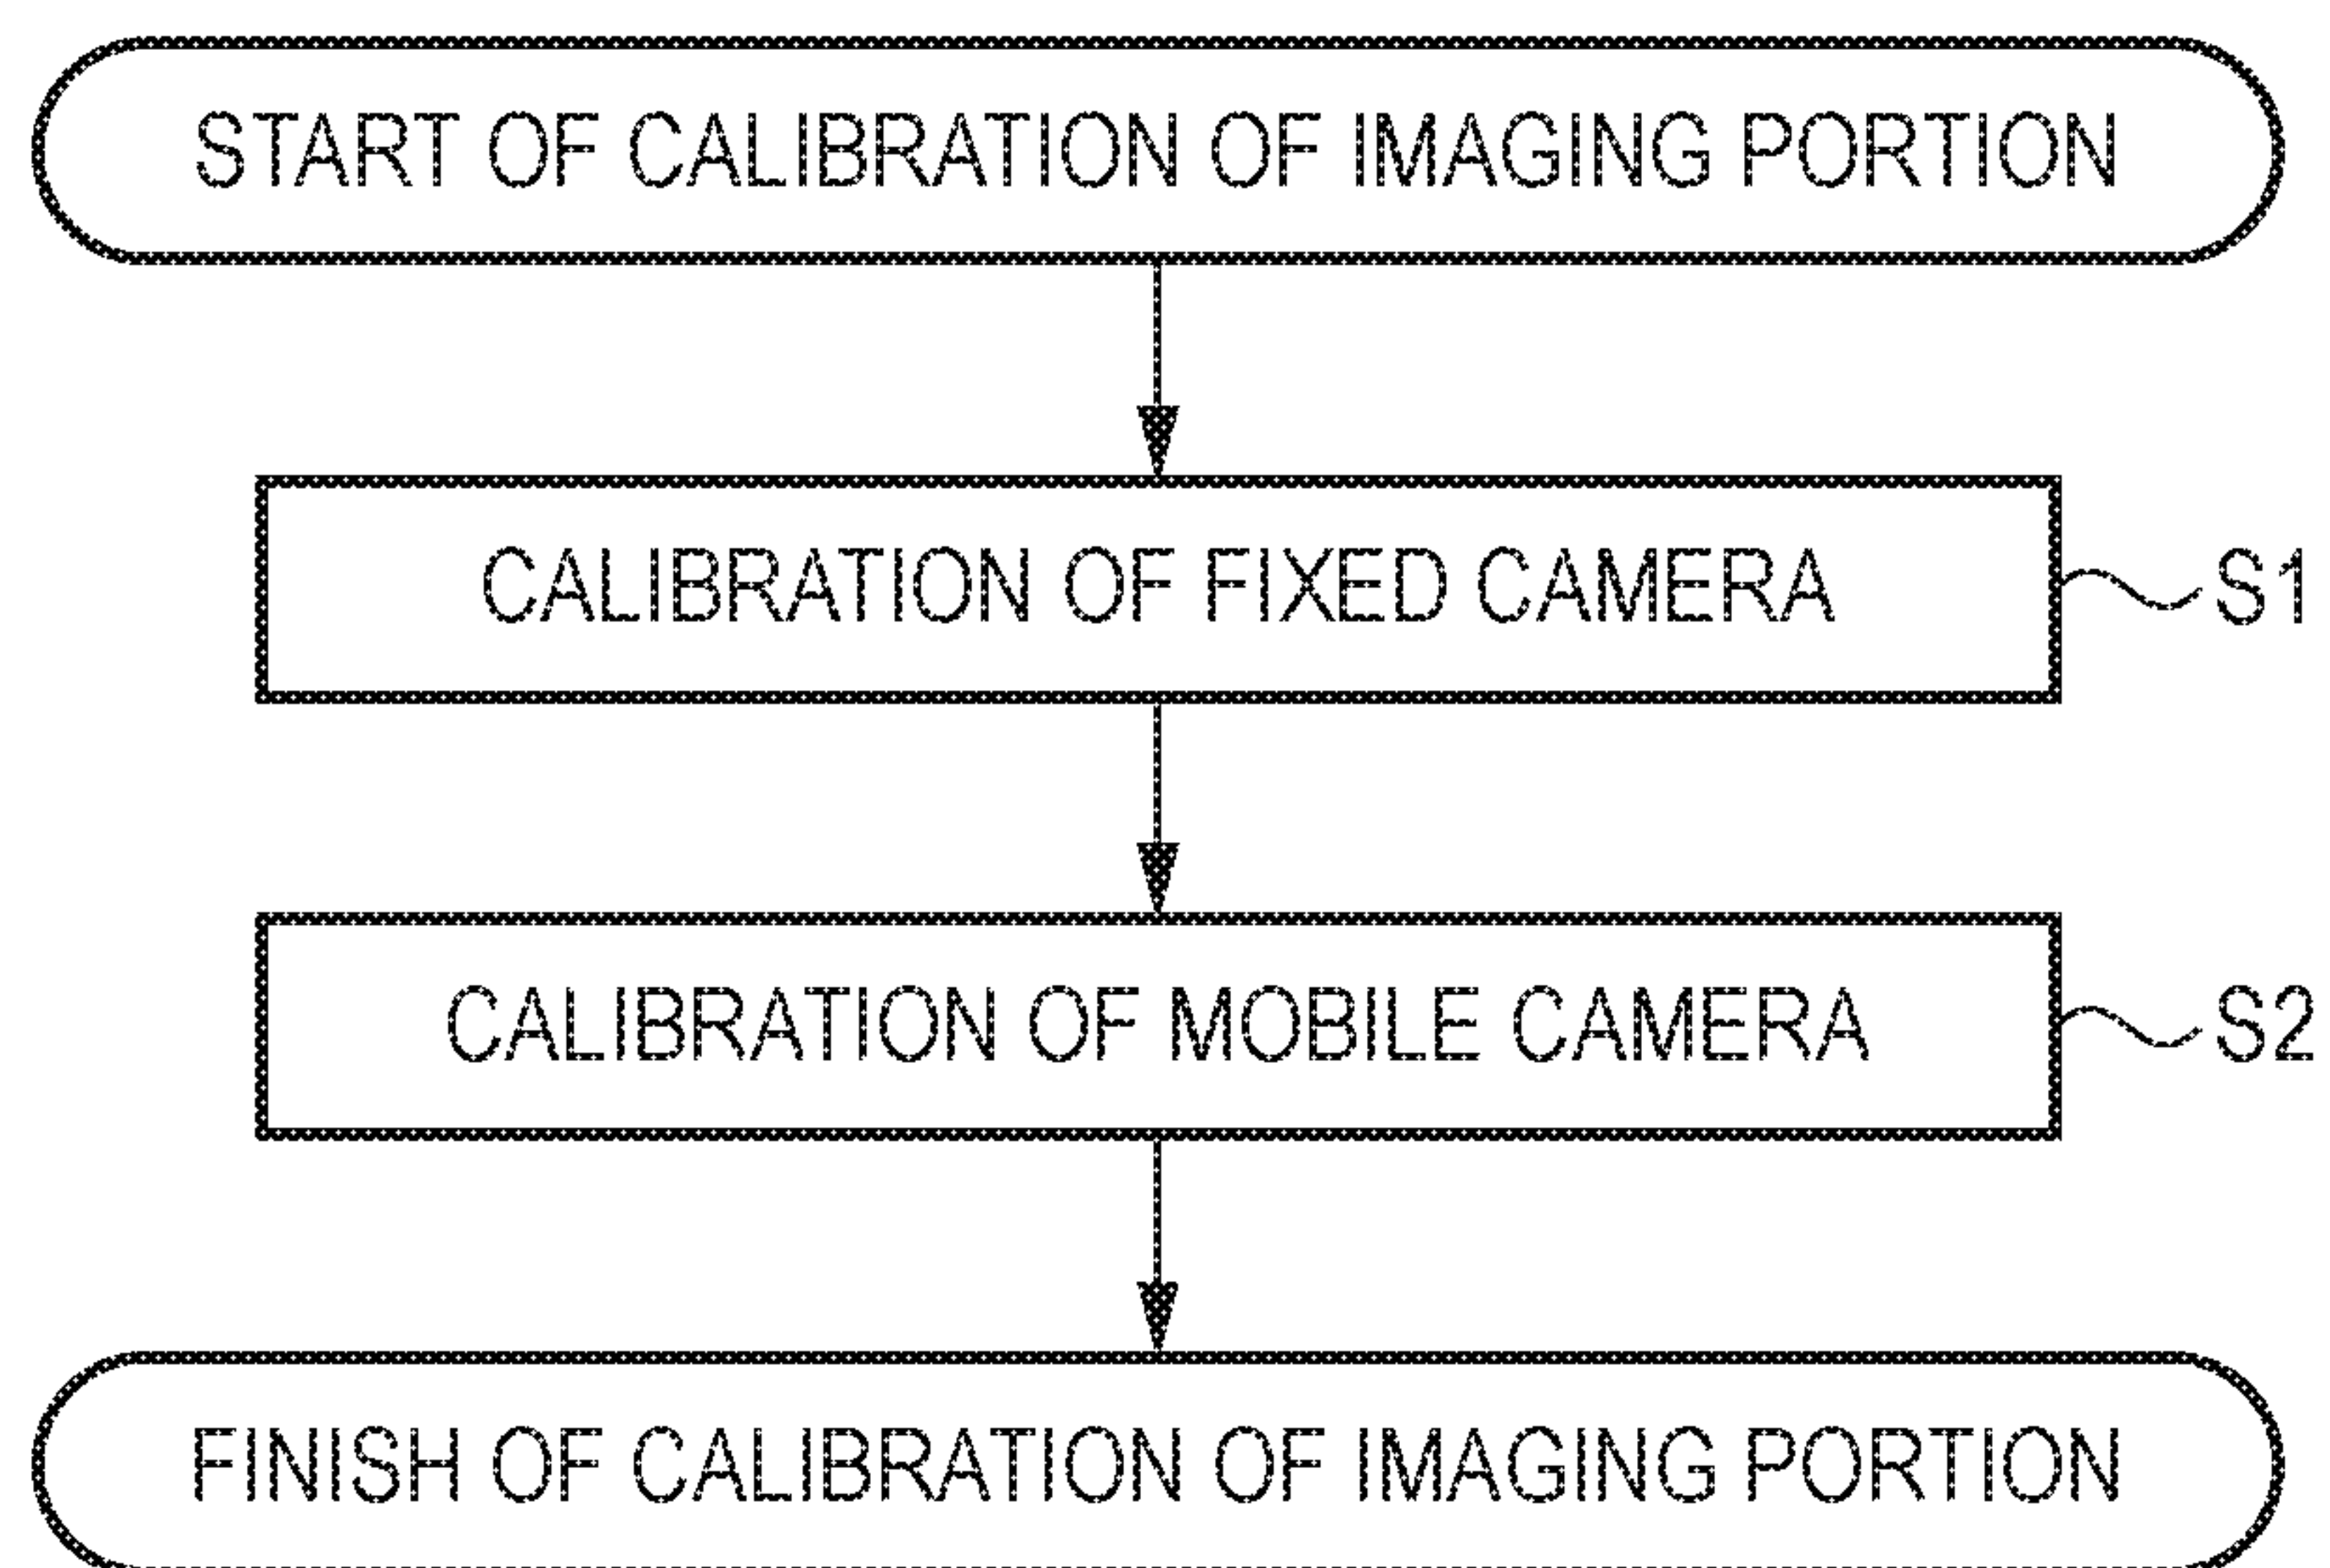 START OF CALIBRATION OF IMAGING PORTION
CALIBRATION OF FIXED CAMERA S1
CALIBRATION OF MOBILE CAMERA S2
FINISH OF CALIBRATION OF IMAGING PORTION